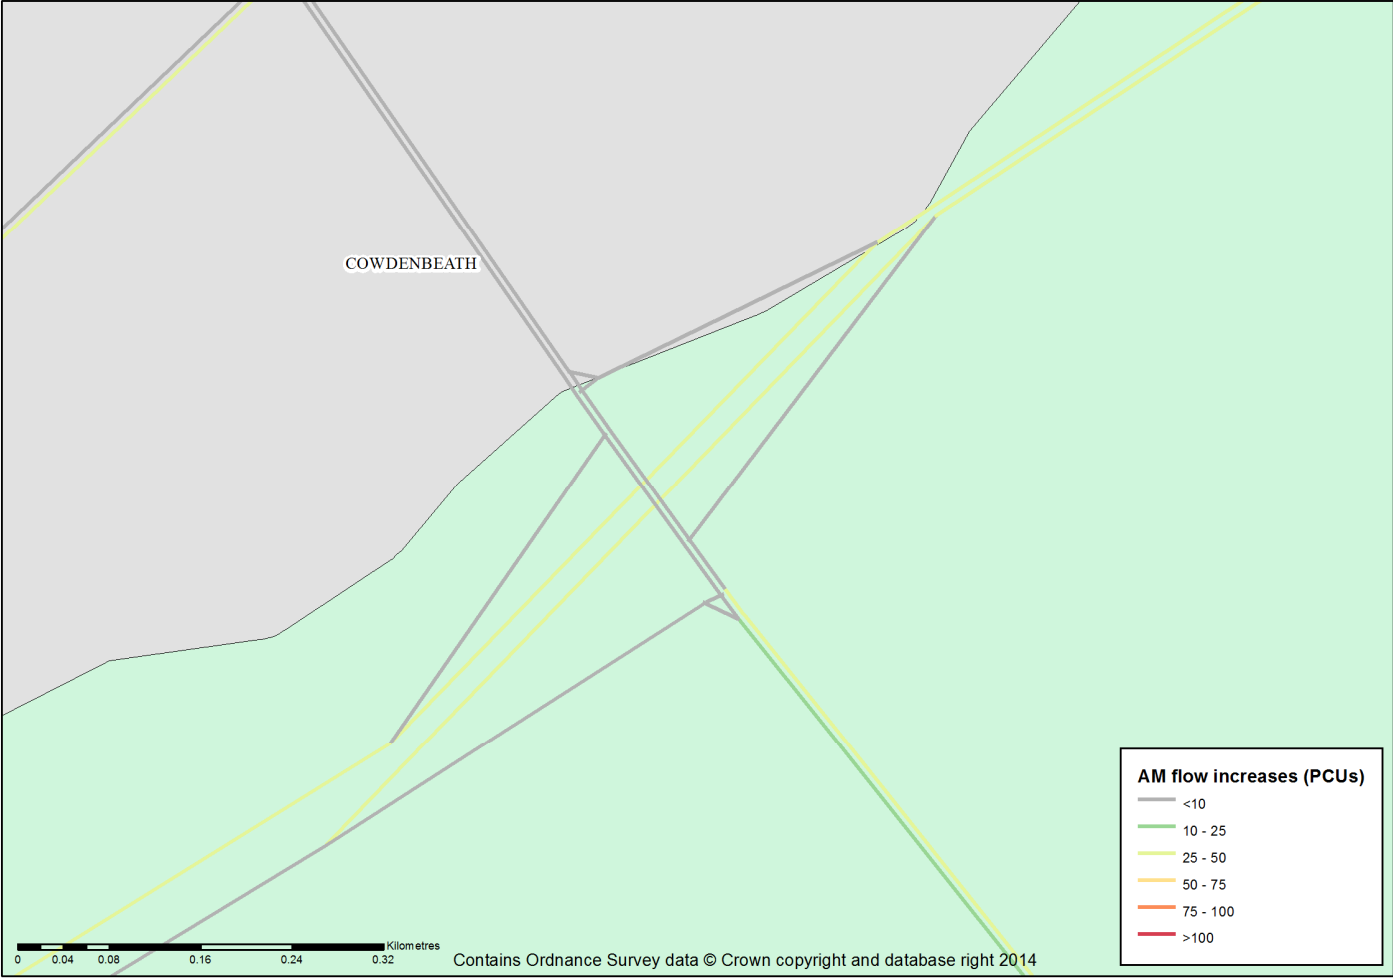 COWDENBEATH
AM flow increases (PCUs)
<10
10 - 25
25 - 50
50 - 75
75 - 100
>100
Kilometres
0 0.04 0.08 0.16 0.24 0.32
Contains Ordnance Survey data © Crown copyright and database right 2014